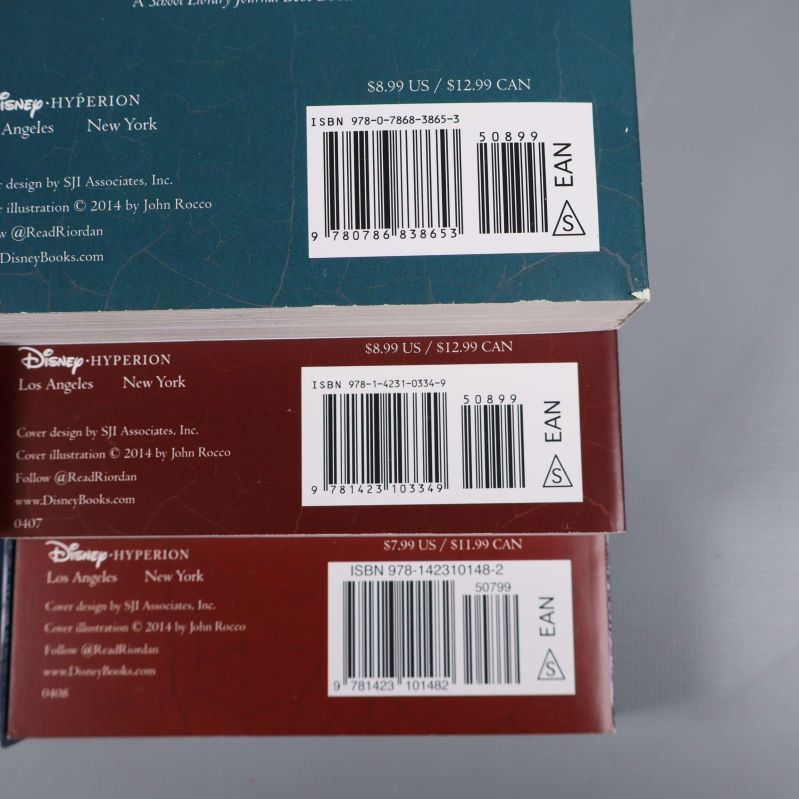 A School Library Journal Best Book
$8.99 US / $12.99 CAN
DISNEY • HYPERION
Angeles New York
ISBN 978-0-7868-3865-3
50899
EAN
S
9 780786 838653
design by SJI Associates, Inc.
illustration © 2014 by John Rocco
@ReadRiordan
DisneyBooks.com
DISNEY • HYPERION
Los Angeles New York
$8.99 US / $12.99 CAN
ISBN 978-1-4231-0334-9
50899
EAN
S
9 781423 103349
Cover design by SJI Associates, Inc.
Cover illustration © 2014 by John Rocco
Follow @ReadRiordan
www.DisneyBooks.com
0407
DISNEY • HYPERION
Los Angeles New York
$7.99 US / $11.99 CAN
ISBN 978-142310148-2
50799
EAN
S
9 781423 101482
Cover design by SJI Associates, Inc.
Cover illustration © 2014 by John Rocco
Follow @ReadRiordan
www.DisneyBooks.com
0408